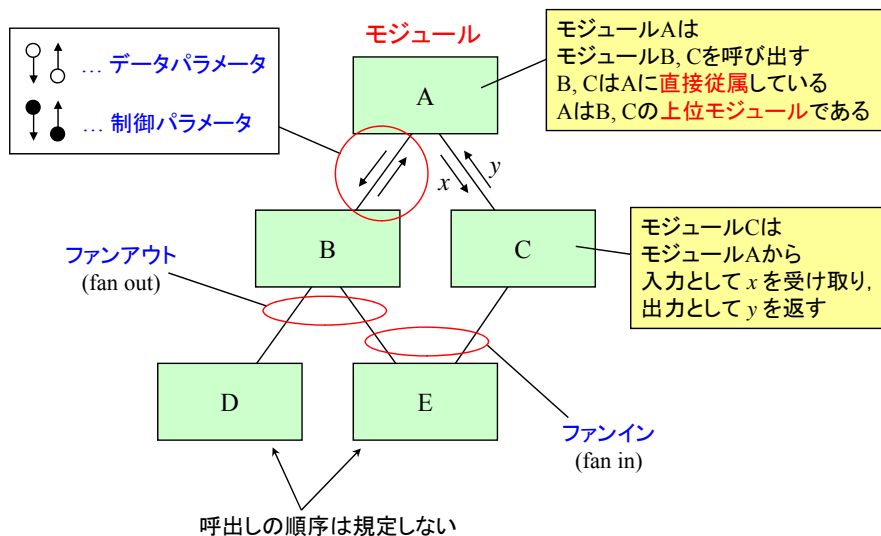 … データパラメータ
… 制御パラメータ
モジュール
A
モジュールAは
モジュールB, Cを呼び出す
B, CはAに直接従属している
AはB, Cの上位モジュールである
x
y
B
C
モジュールCは
モジュールAから
入力として x を受け取り,
出力として y を返す
ファンアウト
(fan out)
D
E
ファンイン
(fan in)
呼出しの順序は規定しない